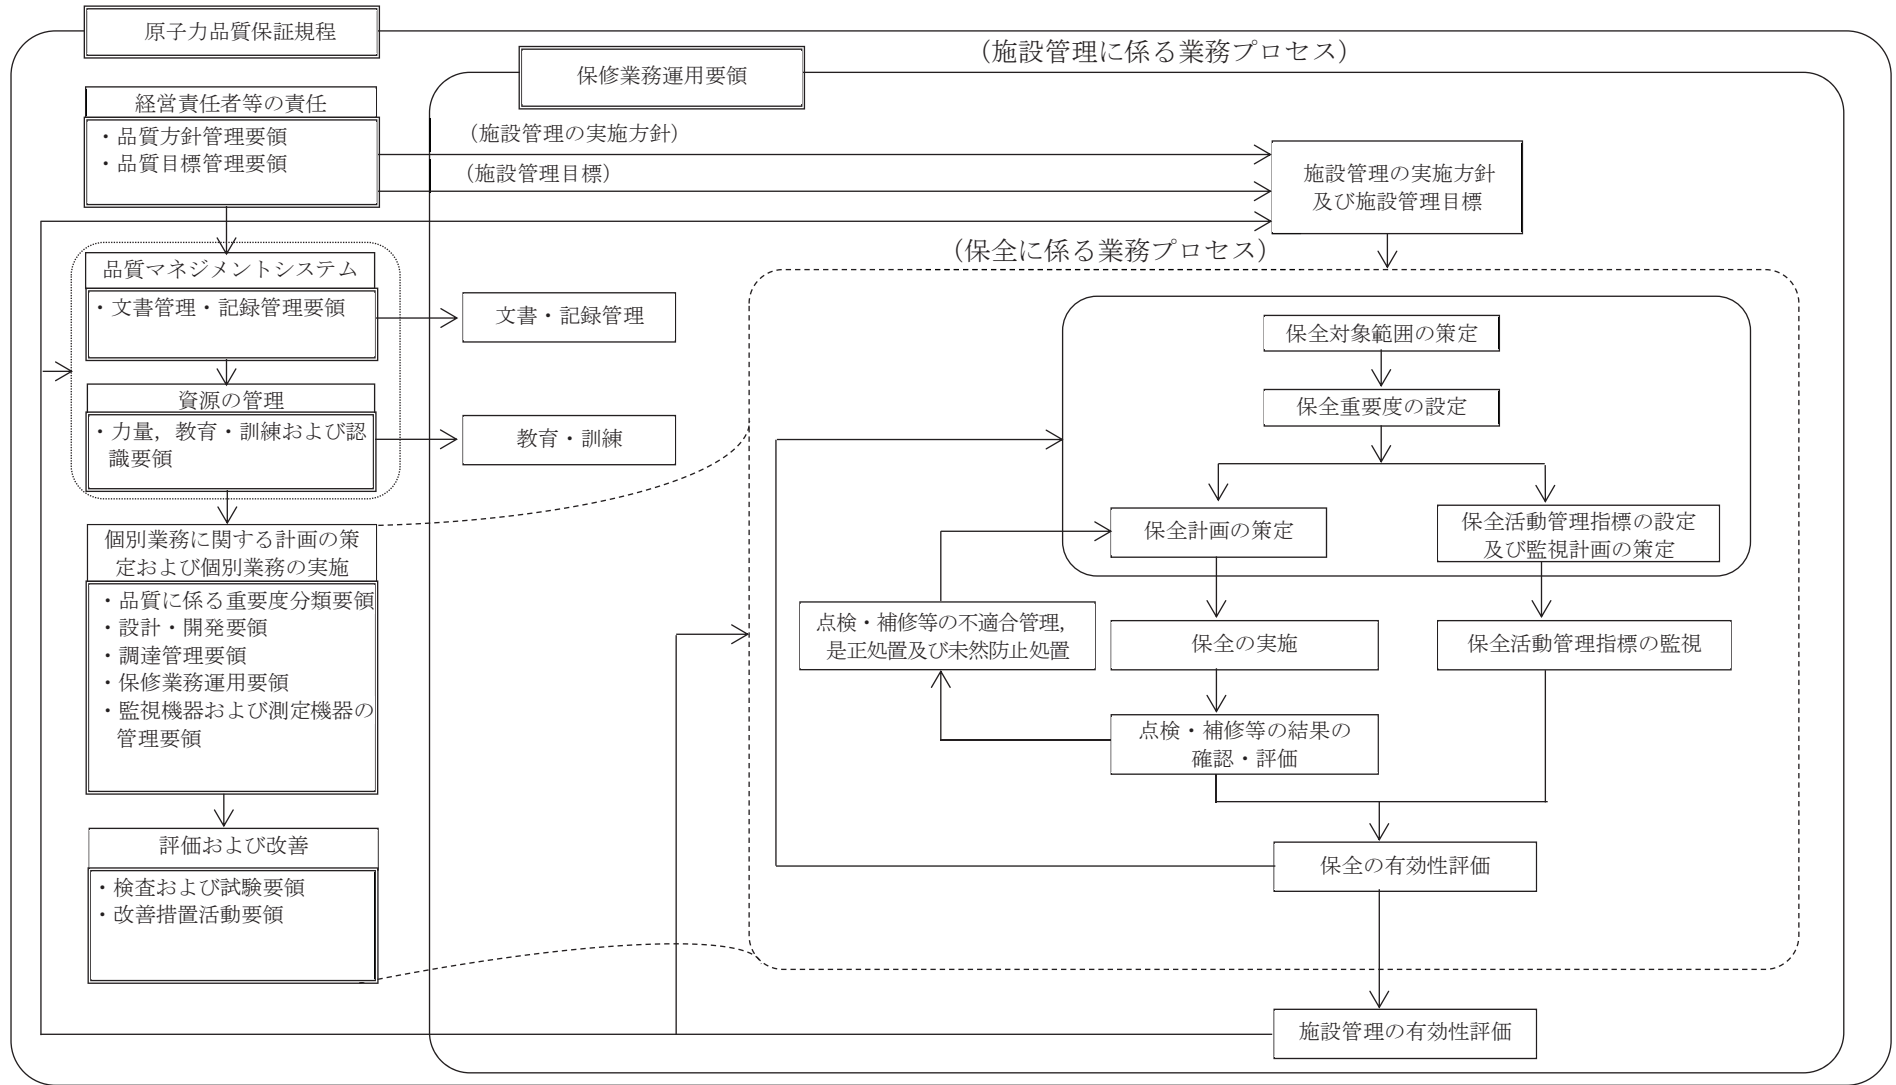 原子力品質保証規程
(施設管理に係る業務プロセス)
保修業務運用要領
経営責任者等の責任
・品質方針管理要領
・品質目標管理要領
(施設管理の実施方針)
(施設管理目標)
施設管理の実施方針
及び施設管理目標
(保全に係る業務プロセス)
品質マネジメントシステム
・文書管理・記録管理要領
文書・記録管理
資源の管理
・力量，教育・訓練および認
識要領
教育・訓練
個別業務に関する計画の策
定および個別業務の実施
・品質に係る重要度分類要領
・設計・開発要領
・調達管理要領
・保修業務運用要領
・監視機器および測定機器の
管理要領
評価および改善
・検査および試験要領
・改善措置活動要領
保全対象範囲の策定
保全重要度の設定
保全計画の策定
保全活動管理指標の設定
及び監視計画の策定
点検・補修等の不適合管理，
是正処置及び未然防止処置
保全の実施
保全活動管理指標の監視
点検・補修等の結果の
確認・評価
保全の有効性評価
施設管理の有効性評価